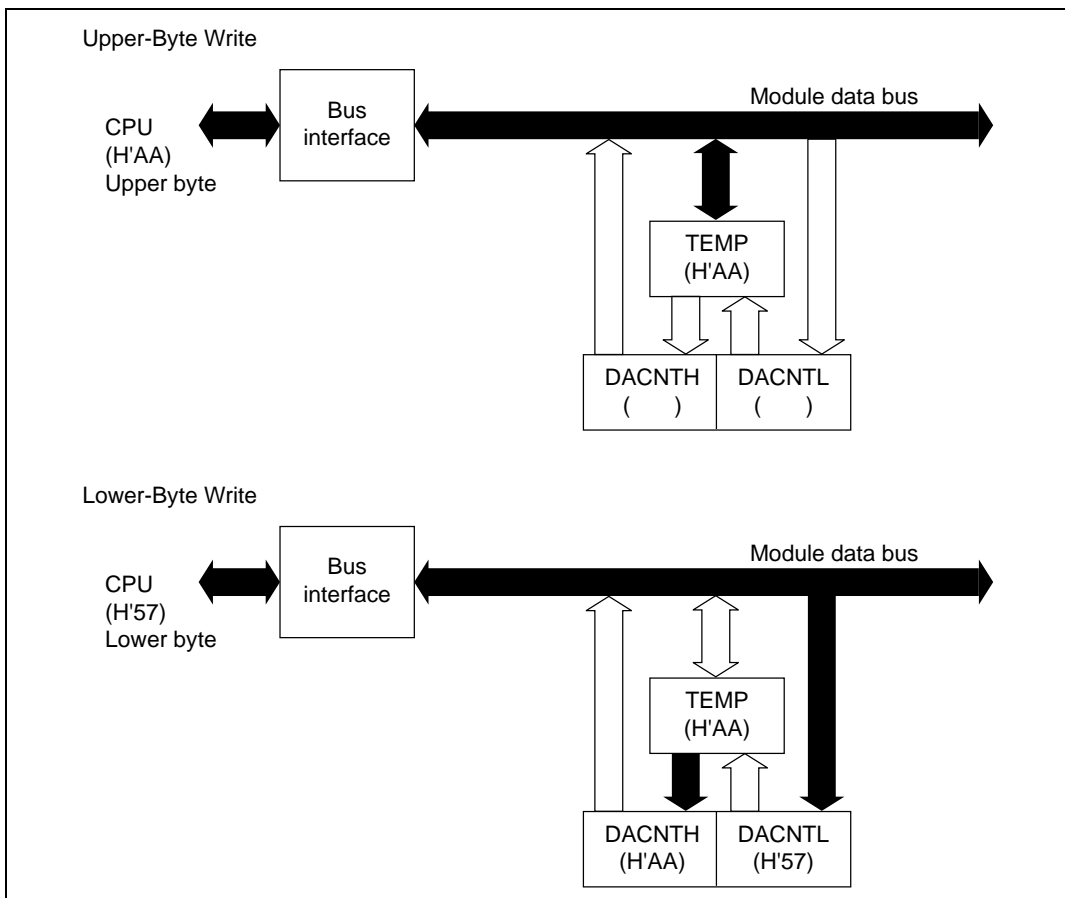 Upper-Byte Write
CPU
(H'AA)
Upper byte
Bus
interface
Module data bus
TEMP
(H'AA)
DACNTH
(    )
DACNTL
(    )
Lower-Byte Write
CPU
(H'57)
Lower byte
Bus
interface
Module data bus
TEMP
(H'AA)
DACNTH
(H'AA)
DACNTL
(H'57)